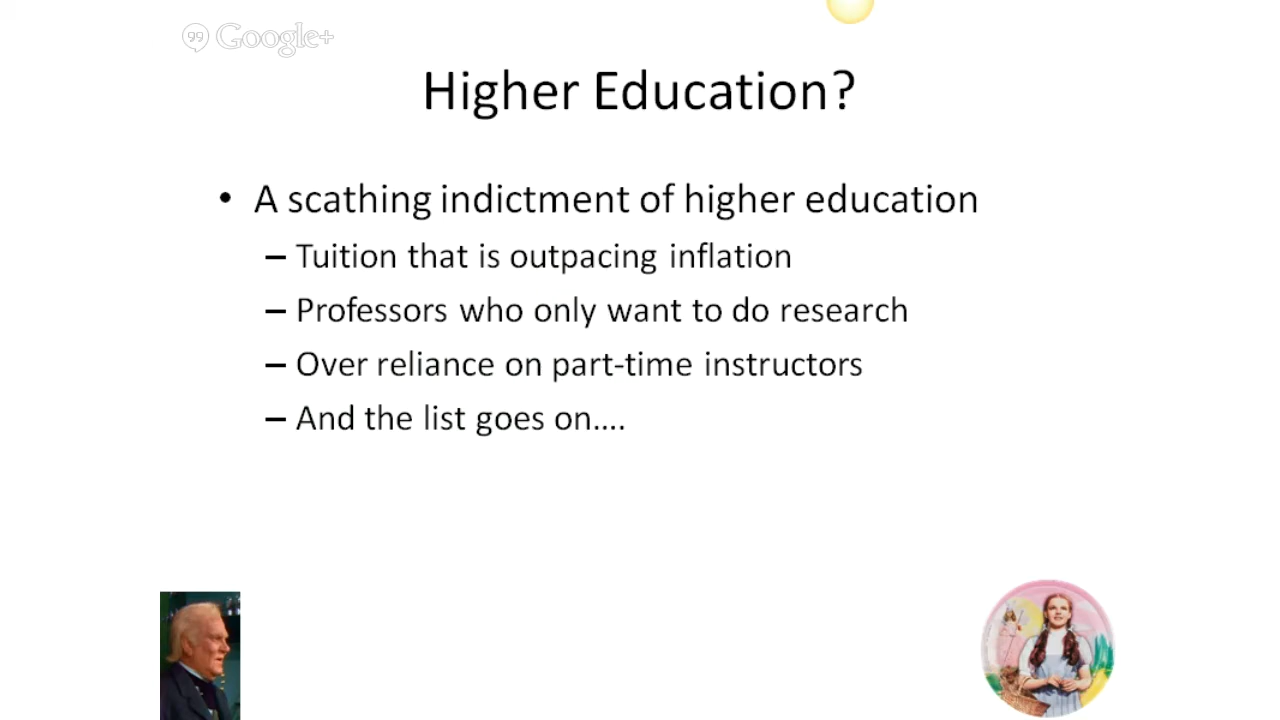 Google+
Higher Education?
• A scathing indictment of higher education
– Tuition that is outpacing inflation
– Professors who only want to do research
– Over reliance on part-time instructors
– And the list goes on....